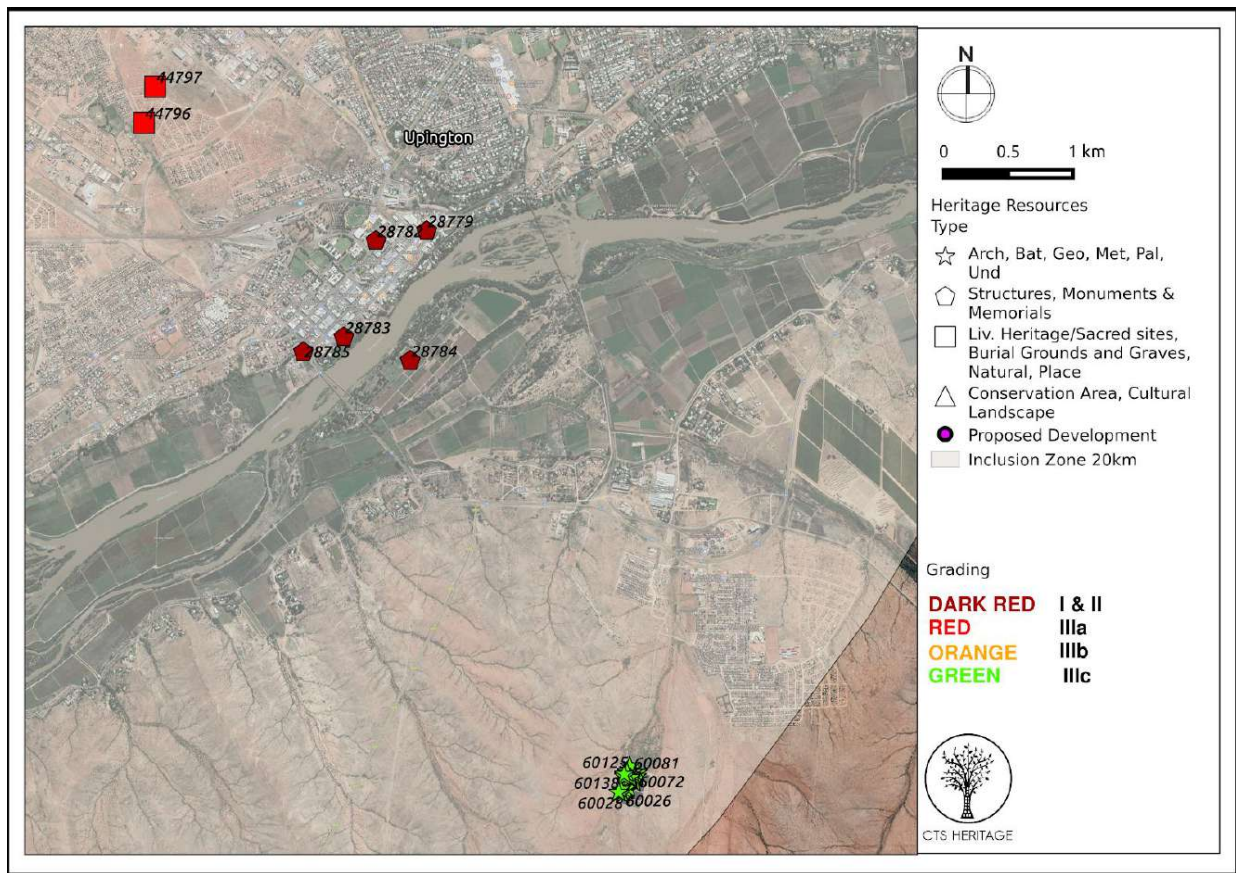 44797
44796
Upington
28779
28782
28783
28785
28784
60125 60081
60138 60072
60028 60026
N
0 0.5 1 km
Heritage Resources
Type
Arch, Bat, Geo, Met, Pal,
Und
Structures, Monuments &
Memorials
Liv. Heritage/Sacred sites,
Burial Grounds and Graves,
Natural, Place
Conservation Area, Cultural
Landscape
Proposed Development
Inclusion Zone 20km
Grading
DARK RED I & II
RED IIIa
ORANGE IIIb
GREEN IIIc
CTS HERITAGE